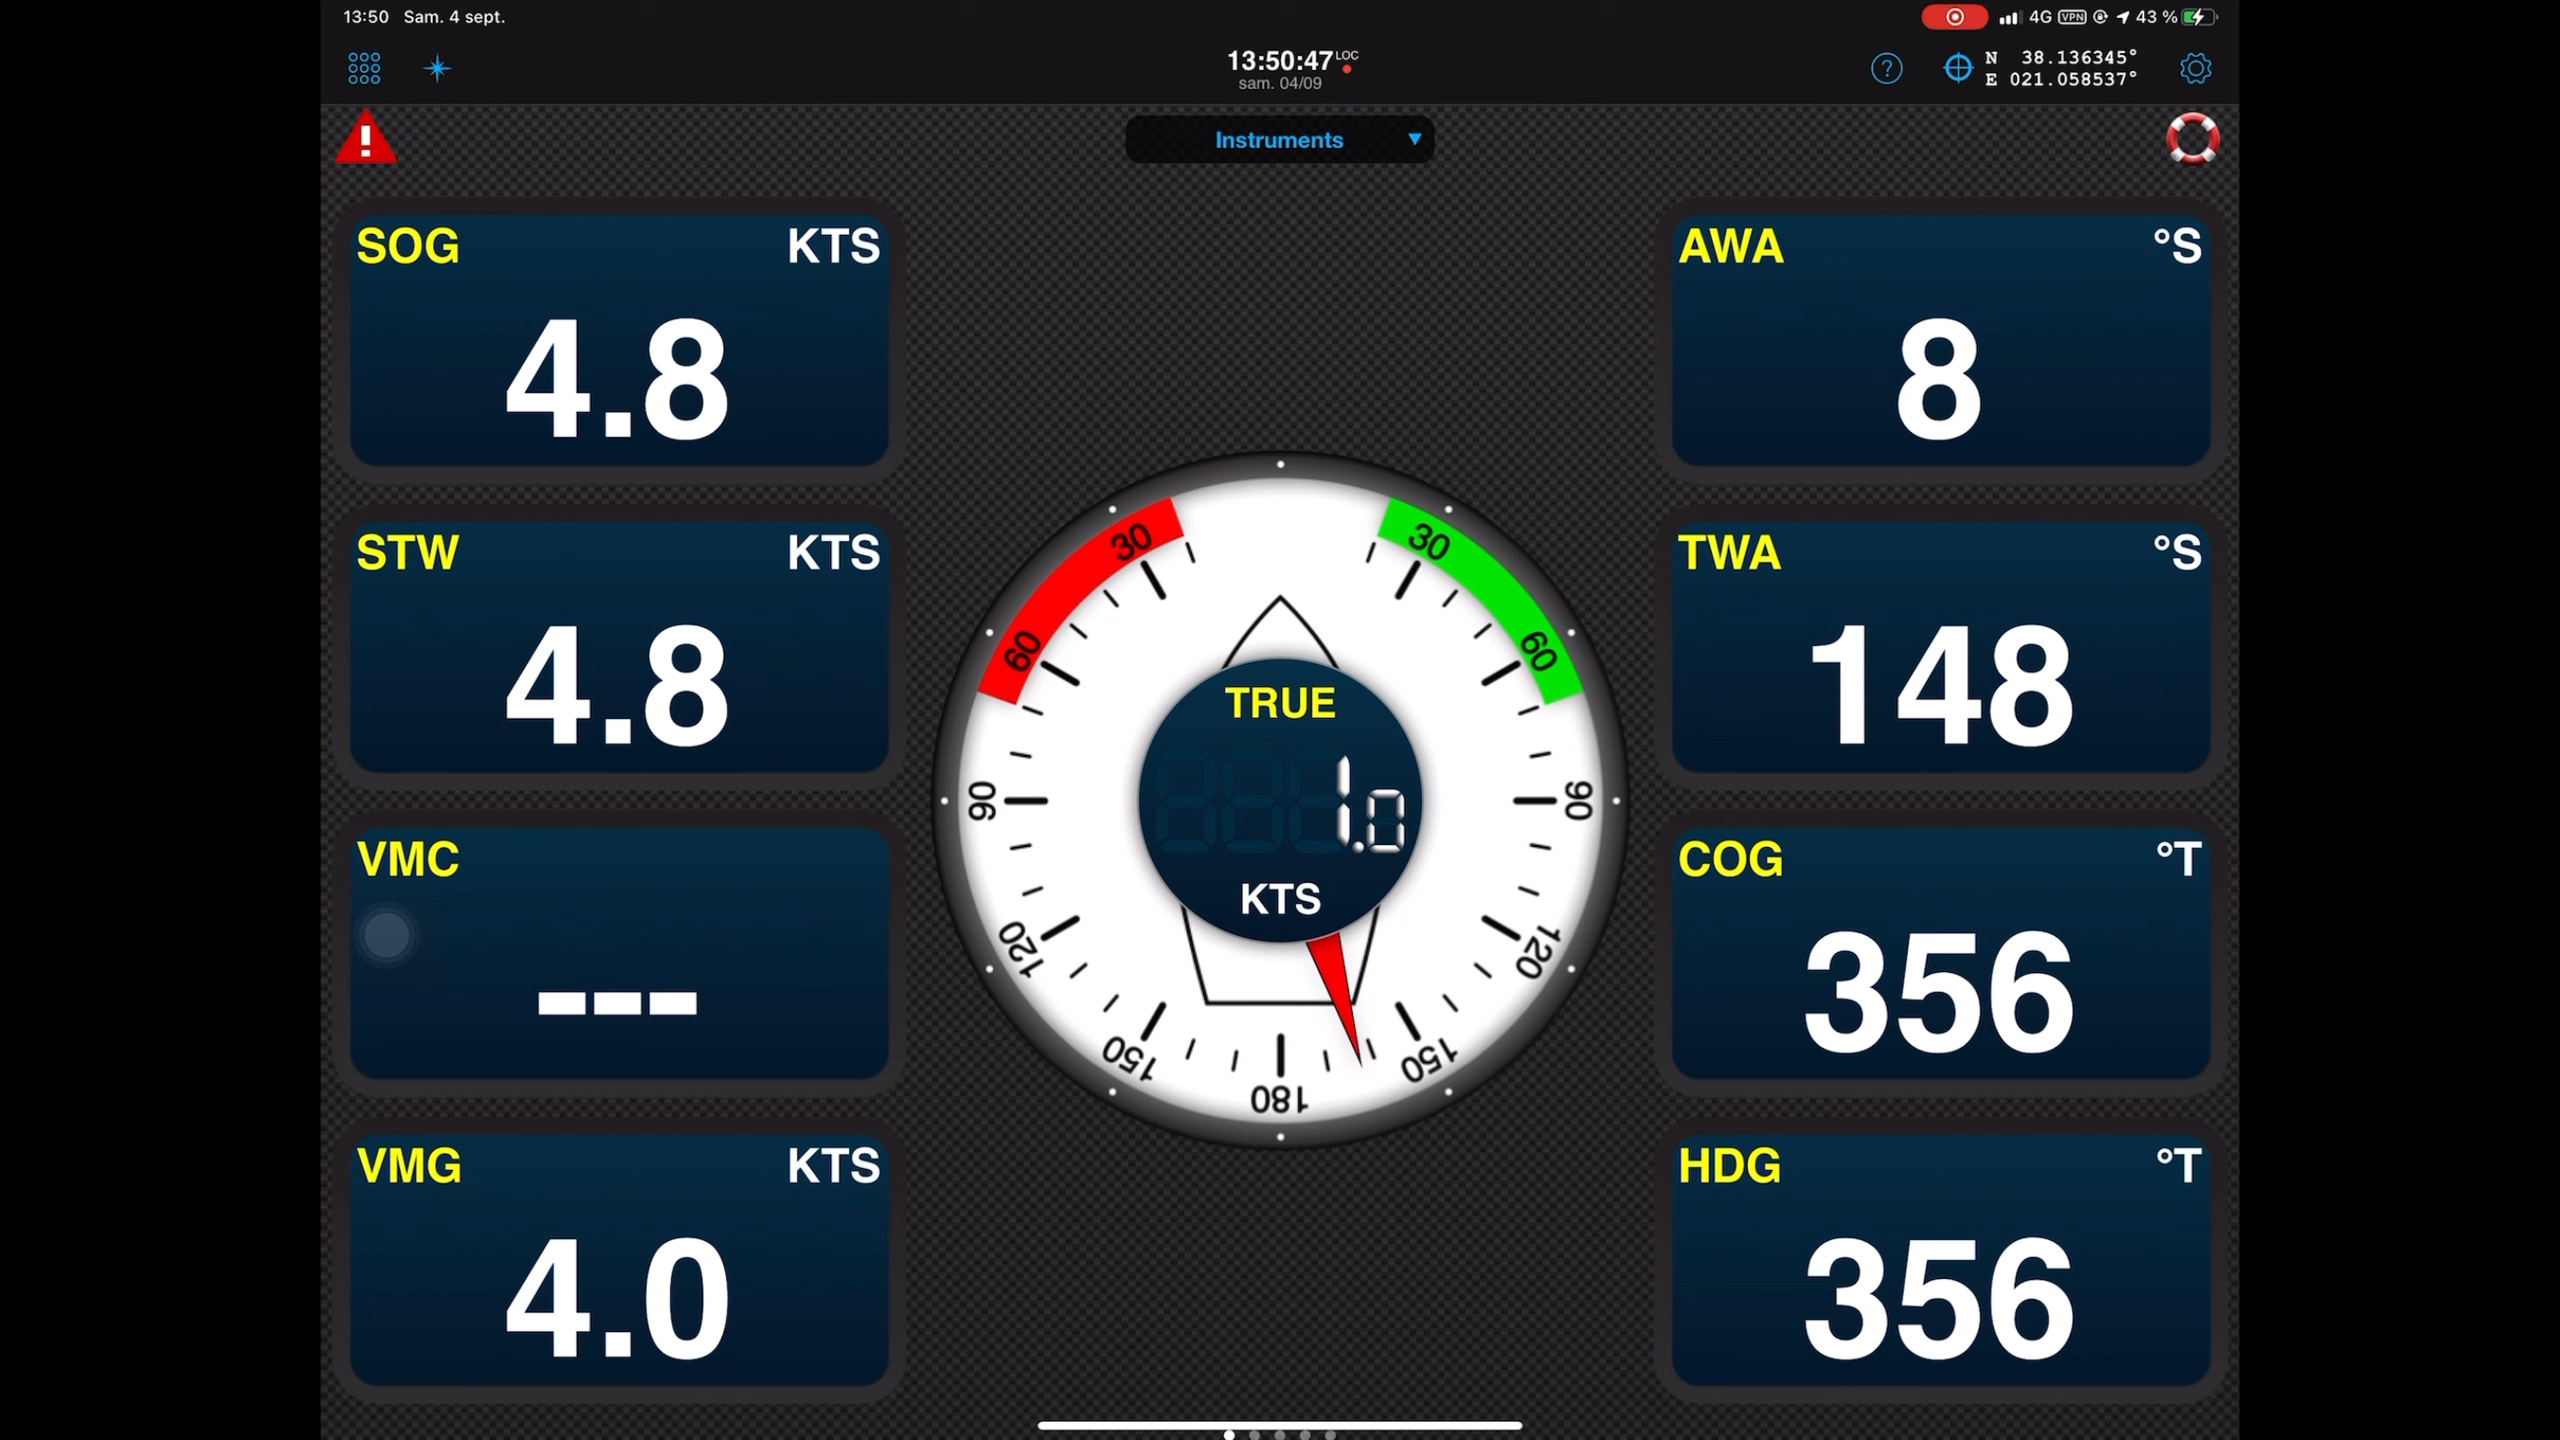 13:50 Sam. 4 sept.
4G VPN 43 %
13:50:47 LOC
sam. 04/09
?
N 38.136345°
E 021.058537°
!
Instruments
SOG KTS
4.8
AWA °S
8
STW KTS
4.8
TWA °S
148
VMC
---
COG °T
356
VMG KTS
4.0
HDG °T
356
30 30
60 60
TRUE
90 1.0 90
KTS
120 120
150 150
180